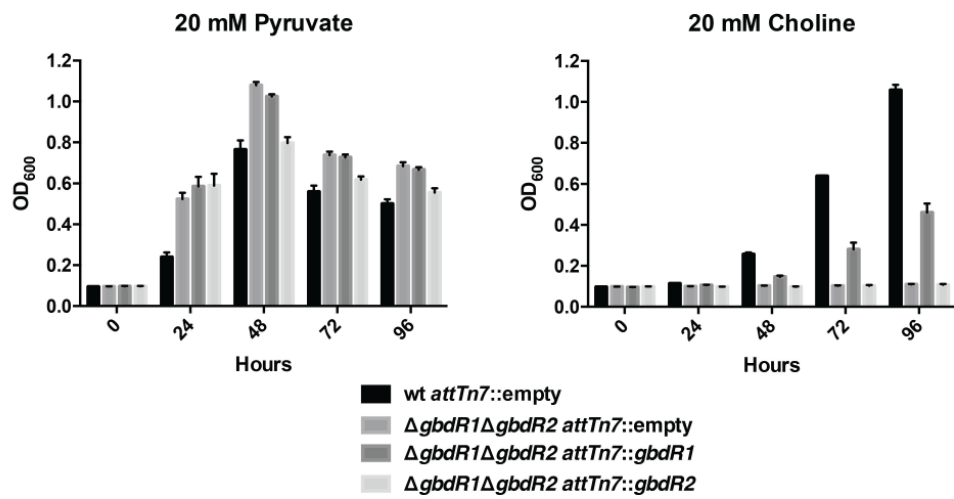 20 mM Pyruvate
1.2
1.0
0.8
0.6
0.4
0.2
0.0
OD600
0
24
48
72
96
Hours
20 mM Choline
1.2
1.0
0.8
0.6
0.4
0.2
0.0
OD600
0
24
48
72
96
Hours
wt attTn7::empty
ΔgbdR1ΔgbdR2 attTn7::empty
ΔgbdR1ΔgbdR2 attTn7::gbdR1
ΔgbdR1ΔgbdR2 attTn7::gbdR2